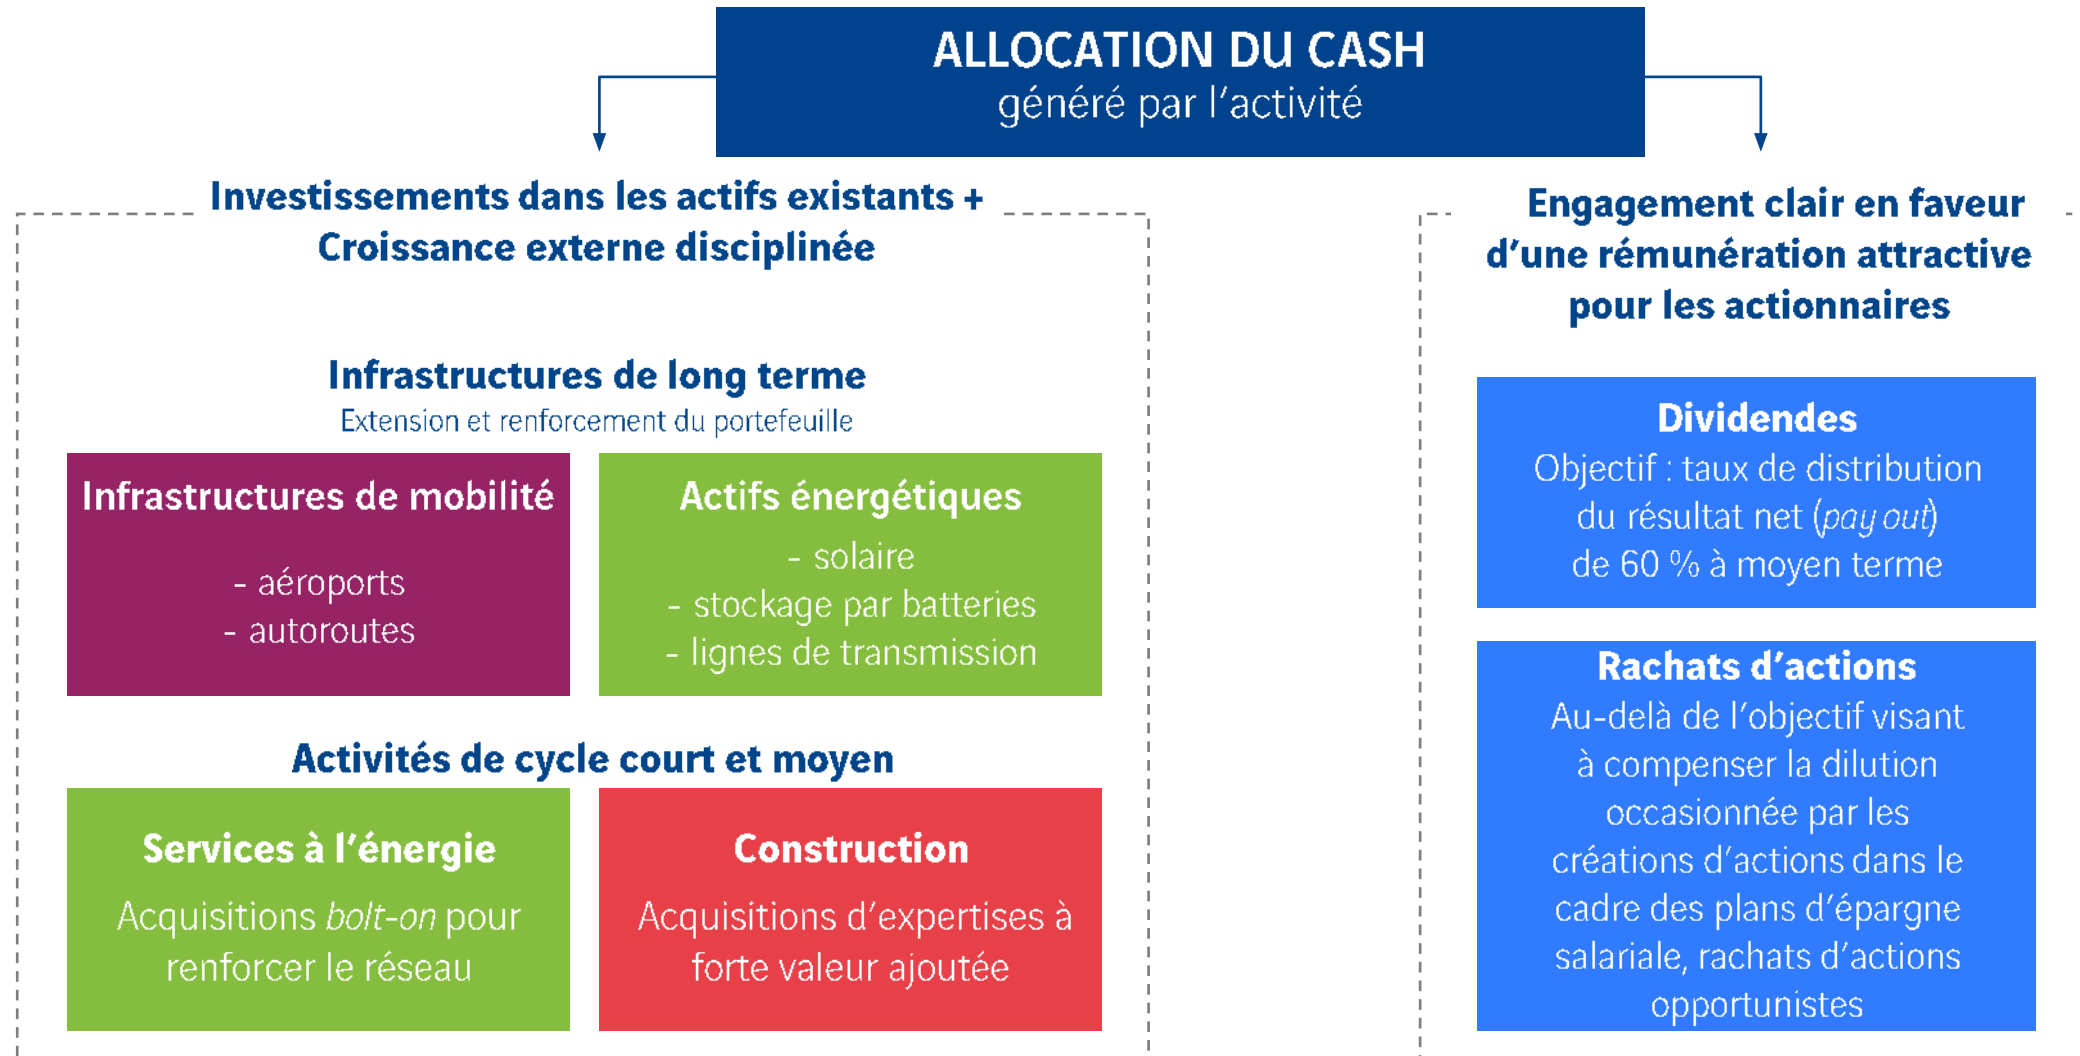 ALLOCATION DU CASH
généré par l'activité
Investissements dans les actifs existants +
Croissance externe disciplinée
Infrastructures de long terme
Extension et renforcement du portefeuille
Infrastructures de mobilité
- aéroports
- autoroutes
Actifs énergétiques
- solaire
- stockage par batteries
- lignes de transmission
Activités de cycle court et moyen
Services à l'énergie
Acquisitions bolt-on pour
renforcer le réseau
Construction
Acquisitions d'expertises à
forte valeur ajoutée
Engagement clair en faveur
d'une rémunération attractive
pour les actionnaires
Dividendes
Objectif : taux de distribution
du résultat net (pay out)
de 60 % à moyen terme
Rachats d'actions
Au-delà de l'objectif visant
à compenser la dilution
occasionnée par les
créations d'actions dans le
cadre des plans d'épargne
salariale, rachats d'actions
opportunistes